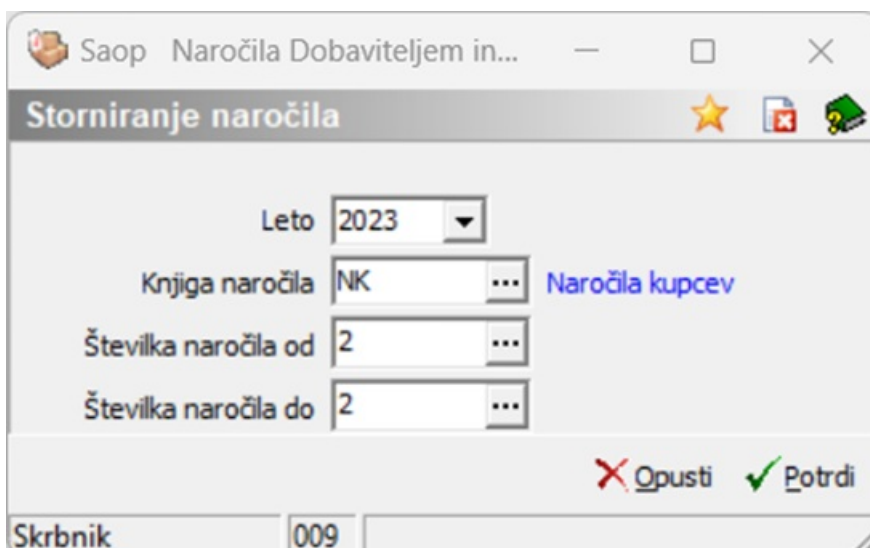 Saop Naročila Dobaviteljem in...
Storniranje naročila
Leto 2023
Knjiga naročila NK ... Naročila kupcev
Številka naročila od 2 ...
Številka naročila do 2 ...
Opusti Potrdi
Skrbnik 009